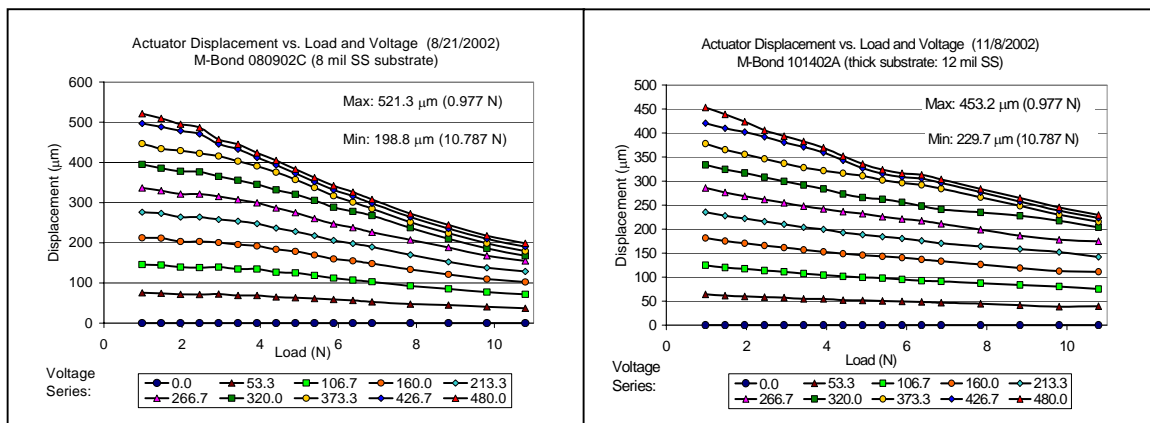 Actuator Displacement vs. Load and Voltage (8/21/2002)
M-Bond 080902C (8 mil SS substrate)
Max: 521.3 μm (0.977 N)
Min: 198.8 μm (10.787 N)
Displacement (μm)
600
500
400
300
200
100
0
0 2 4 6 8 10
Load (N)
Voltage
Series:
0.0 53.3 106.7 160.0 213.3
266.7 320.0 373.3 426.7 480.0
Actuator Displacement vs. Load and Voltage (11/8/2002)
M-Bond 101402A (thick substrate: 12 mil SS)
Max: 453.2 μm (0.977 N)
Min: 229.7 μm (10.787 N)
Displacement (μm)
500
450
400
350
300
250
200
150
100
50
0
0 2 4 6 8 10
Load (N)
Voltage
Series:
0.0 53.3 106.7 160.0 213.3
266.7 320.0 373.3 426.7 480.0